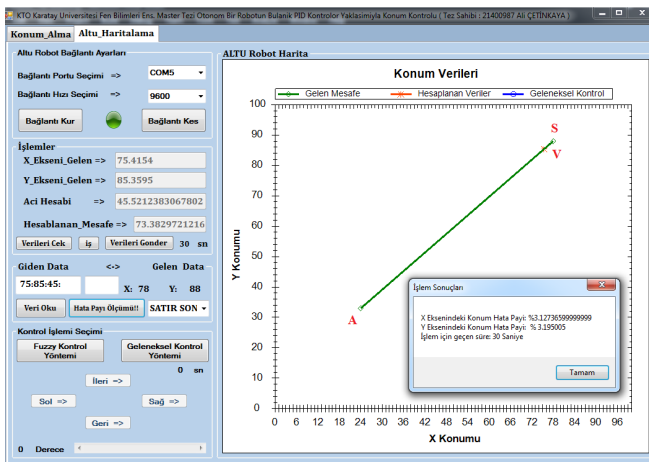 KTO Karatay Universitesi Fen Bilimleri Ens. Master Tezi Otonom Bir Robotun Bulanik PID Kontrolor Yaklasimiyla Konum Kontrolu ( Tez Sahibi : 21400987 Ali ÇETİNKAYA )
Konum_Alma Altu_Haritalama
Altu Robot Bağlantı Ayarları
Bağlantı Portu Seçimi => COM5
Bağlantı Hızı Seçimi => 9600
Bağlantı Kur Bağlantı Kes
İşlemler
X_Ekseni_Gelen => 75.4154
Y_Ekseni_Gelen => 85.3595
Aci Hesabi => 45.5212383067802
Hesablanan_Mesafe => 73.3829721216
Verileri Cek iş Verileri Gonder 30 sn
Giden Data <-> Gelen Data
75:85:45: X: 78 Y: 88
Veri Oku Hata Payı Ölçümü!! SATIR SON
Kontrol İşlemi Seçimi
Fuzzy Kontrol Yöntemi
Geleneksel Kontrol Yöntemi
0 sn
İleri =>
Sol => Sağ =>
Geri =>
0 Derece
ALTU Robot Harita
Konum Verileri
Gelen Mesafe Hesaplanan Veriler Geleneksel Kontrol
100
90
80
70
60
50
40
30
20
10
0
Y Konumu
S
V
A
0 6 12 18 24 30 36 42 48 54 60 66 72 78 84 90 96
X Konumu
İşlem Sonuçları
X Eksenindeki Konum Hata Payi: %3.12736599999999
Y Eksenindeki Konum Hata Payi: % 3.195005
İşlem için geçen süre: 30 Saniye
Tamam